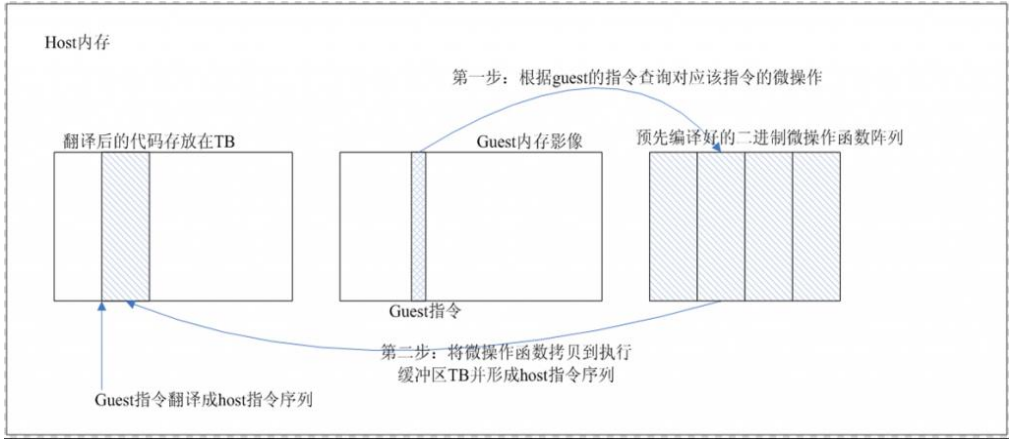 Host内存
第一步：根据guest的指令查询对应该指令的微操作
翻译后的代码存放在TB
Guest内存影像
预先编译好的二进制微操作函数阵列
Guest指令
第二步：将微操作函数拷贝到执行
缓冲区TB并形成host指令序列
Guest指令翻译成host指令序列